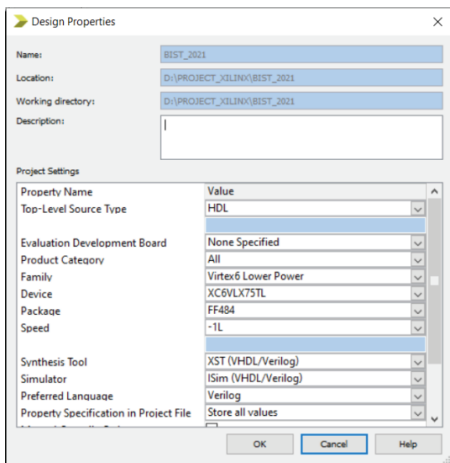 Design Properties
Name: BIST_2021
Location: D:\PROJECT_XILINX\BIST_2021
Working directory: D:\PROJECT_XILINX\BIST_2021
Description:
Project Settings
Property Name Value
Top-Level Source Type HDL
Evaluation Development Board None Specified
Product Category All
Family Virtex6 Lower Power
Device XC6VLX75TL
Package FF484
Speed -1L
Synthesis Tool XST (VHDL/Verilog)
Simulator ISim (VHDL/Verilog)
Preferred Language Verilog
Property Specification in Project File Store all values
OK Cancel Help